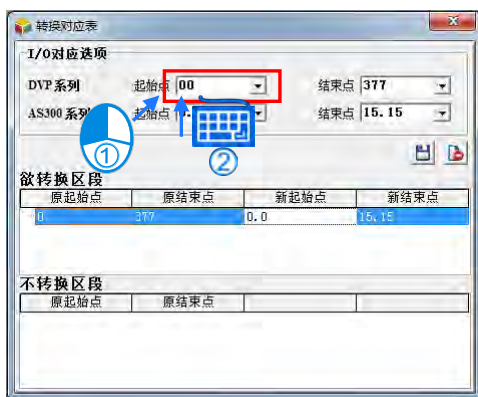 转换对应表
I/O对应选项
DVP系列 起始点 00 结束点 377
AS300系列 起始点 结束点 15.15
① ②
欲转换区段
原起始点 原结束点 新起始点 新结束点
0 377 0.0 15.15
不转换区段
原起始点 原结束点